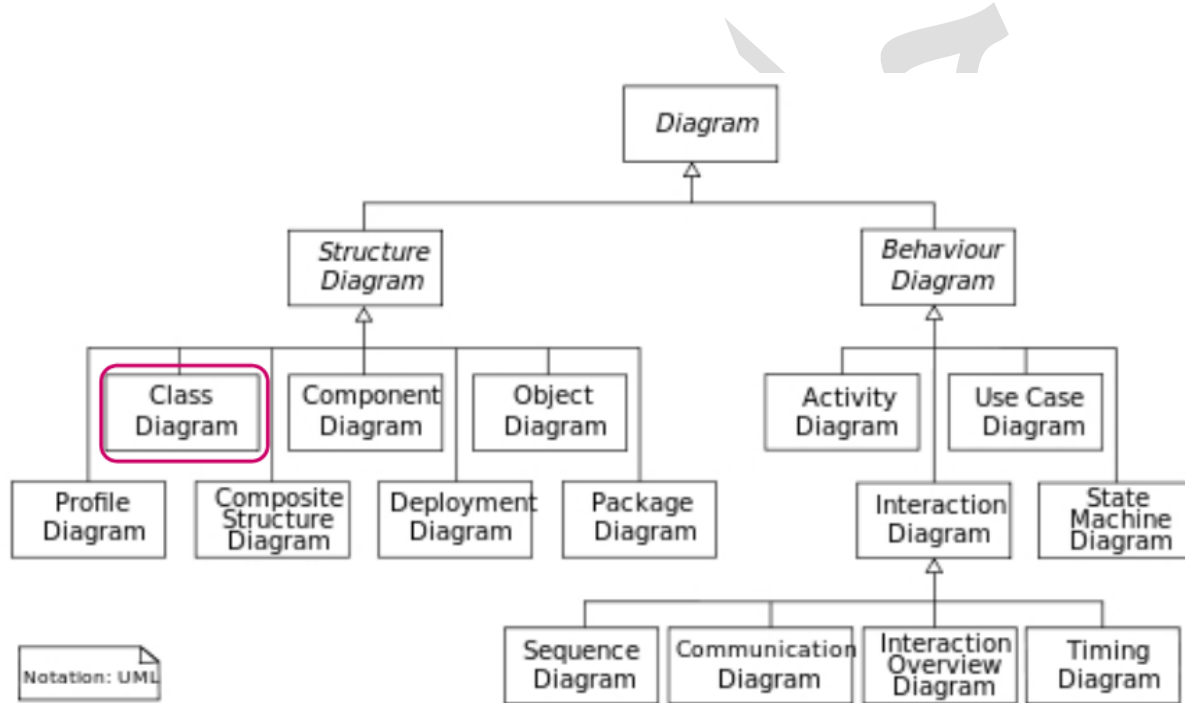 Diagram
Structure
Diagram
Behaviour
Diagram
Class
Diagram
Component
Diagram
Object
Diagram
Activity
Diagram
Use Case
Diagram
Profile
Diagram
Composite
Structure
Diagram
Deployment
Diagram
Package
Diagram
Interaction
Diagram
State
Machine
Diagram
Sequence
Diagram
Communication
Diagram
Interaction
Overview
Diagram
Timing
Diagram
Notation: UML